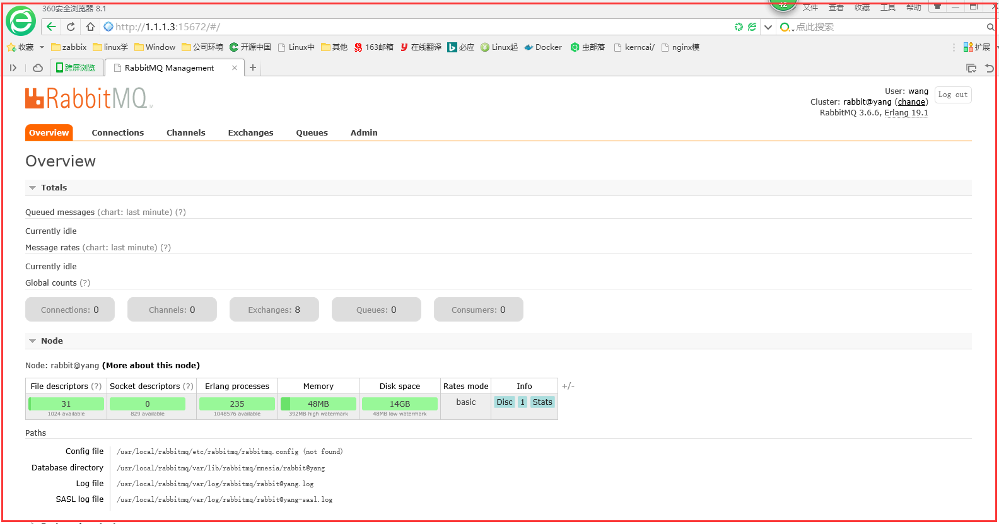 360安全浏览器 8.1
文件 查看 收藏 工具 帮助
http://1.1.1.3:15672/#/
点此搜索
收藏 zabbix linux学 Window 公司环境 开源中国 Linux中 其他 163邮箱 在线翻译 必应 Linux起 Docker 虫部落 kerncai/ nginx模 扩展
跨屏浏览 RabbitMQ Management
RabbitMQ TM
User: wang
Log out
Cluster: rabbit@yang (change)
RabbitMQ 3.6.6, Erlang 19.1
Overview Connections Channels Exchanges Queues Admin
Overview
Totals
Queued messages (chart: last minute) (?)
Currently idle
Message rates (chart: last minute) (?)
Currently idle
Global counts (?)
Connections: 0 Channels: 0 Exchanges: 8 Queues: 0 Consumers: 0
Node
Node: rabbit@yang (More about this node)
File descriptors (?) Socket descriptors (?) Erlang processes Memory Disk space Rates mode Info +/-
31 0 235 48MB 14GB basic Disc 1 Stats
1024 available 829 available 1048576 available 392MB high watermark 48MB low watermark
Paths
Config file /usr/local/rabbitmq/etc/rabbitmq/rabbitmq.config (not found)
Database directory /usr/local/rabbitmq/var/lib/rabbitmq/mnesia/rabbit@yang
Log file /usr/local/rabbitmq/var/log/rabbitmq/rabbit@yang.log
SASL log file /usr/local/rabbitmq/var/log/rabbitmq/rabbit@yang-sasl.log